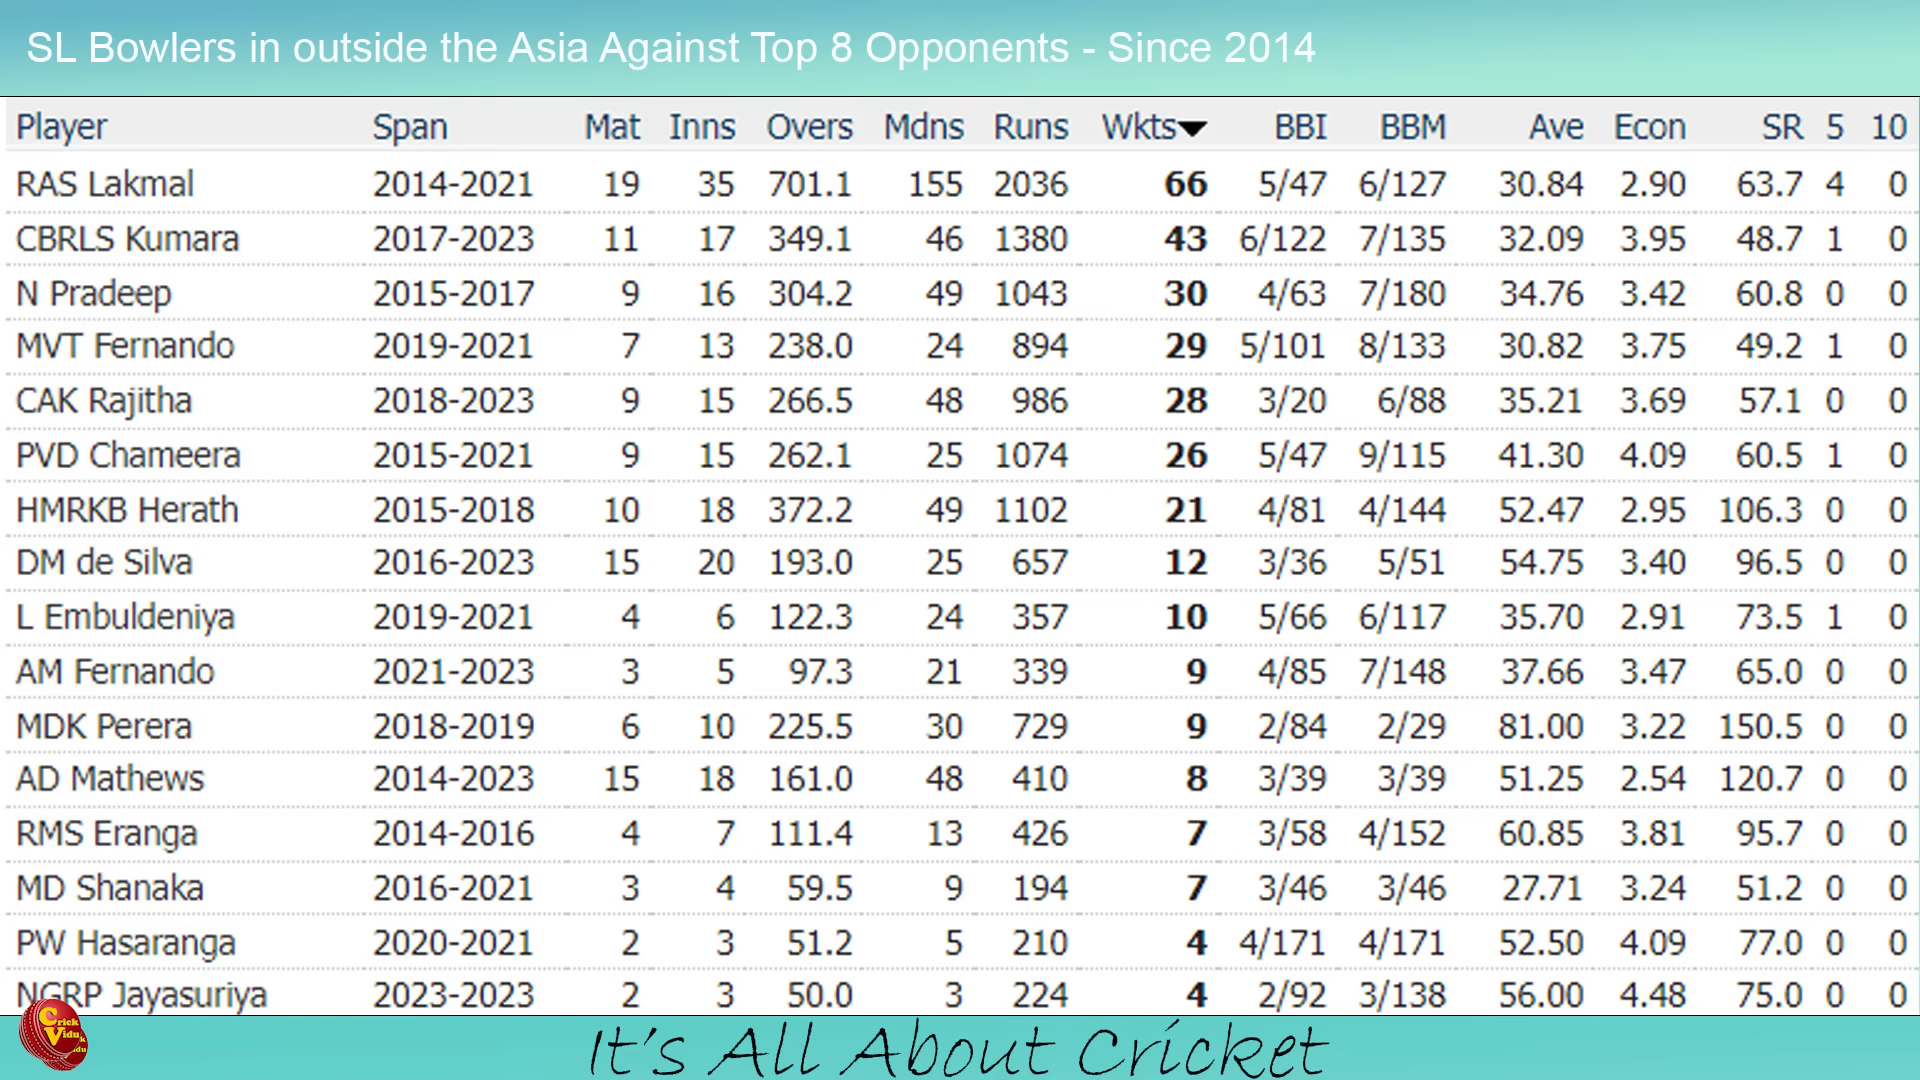 SL Bowlers in outside the Asia Against Top 8 Opponents - Since 2014
Player Span Mat Inns Overs Mdns Runs Wkts BBI BBM Ave Econ SR 5 10
RAS Lakmal 2014-2021 19 35 701.1 155 2036 66 5/47 6/127 30.84 2.90 63.7 4 0
CBRLS Kumara 2017-2023 11 17 349.1 46 1380 43 6/122 7/135 32.09 3.95 48.7 1 0
N Pradeep 2015-2017 9 16 304.2 49 1043 30 4/63 7/180 34.76 3.42 60.8 0 0
MVT Fernando 2019-2021 7 13 238.0 24 894 29 5/101 8/133 30.82 3.75 49.2 1 0
CAK Rajitha 2018-2023 9 15 266.5 48 986 28 3/20 6/88 35.21 3.69 57.1 0 0
PVD Chameera 2015-2021 9 15 262.1 25 1074 26 5/47 9/115 41.30 4.09 60.5 1 0
HMRKB Herath 2015-2018 10 18 372.2 49 1102 21 4/81 4/144 52.47 2.95 106.3 0 0
DM de Silva 2016-2023 15 20 193.0 25 657 12 3/36 5/51 54.75 3.40 96.5 0 0
L Embuldeniya 2019-2021 4 6 122.3 24 357 10 5/66 6/117 35.70 2.91 73.5 1 0
AM Fernando 2021-2023 3 5 97.3 21 339 9 4/85 7/148 37.66 3.47 65.0 0 0
MDK Perera 2018-2019 6 10 225.5 30 729 9 2/84 2/29 81.00 3.22 150.5 0 0
AD Mathews 2014-2023 15 18 161.0 48 410 8 3/39 3/39 51.25 2.54 120.7 0 0
RMS Eranga 2014-2016 4 7 111.4 13 426 7 3/58 4/152 60.85 3.81 95.7 0 0
MD Shanaka 2016-2021 3 4 59.5 9 194 7 3/46 3/46 27.71 3.24 51.2 0 0
PW Hasaranga 2020-2021 2 3 51.2 5 210 4 4/171 4/171 52.50 4.09 77.0 0 0
NGRP Jayasuriya 2023-2023 2 3 50.0 3 224 4 2/92 3/138 56.00 4.48 75.0 0 0
Crick
Vidu
It's All About Cricket